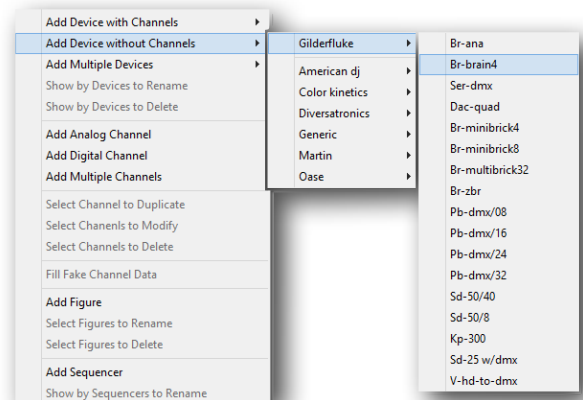 Add Device with Channels
Add Device without Channels
Add Multiple Devices
Show by Devices to Rename
Show by Devices to Delete
Add Analog Channel
Add Digital Channel
Add Multiple Channels
Select Channel to Duplicate
Select Chanenls to Modify
Select Channels to Delete
Fill Fake Channel Data
Add Figure
Select Figures to Rename
Select Figures to Delete
Add Sequencer
Show by Sequencers to Rename
Gilderfluke
American dj
Color kinetics
Diversatronics
Generic
Martin
Oase
Br-ana
Br-brain4
Ser-dmx
Dac-quad
Br-minibrick4
Br-minibrick8
Br-multibrick32
Br-zbr
Pb-dmx/08
Pb-dmx/16
Pb-dmx/24
Pb-dmx/32
Sd-50/40
Sd-50/8
Kp-300
Sd-25 w/dmx
V-hd-to-dmx